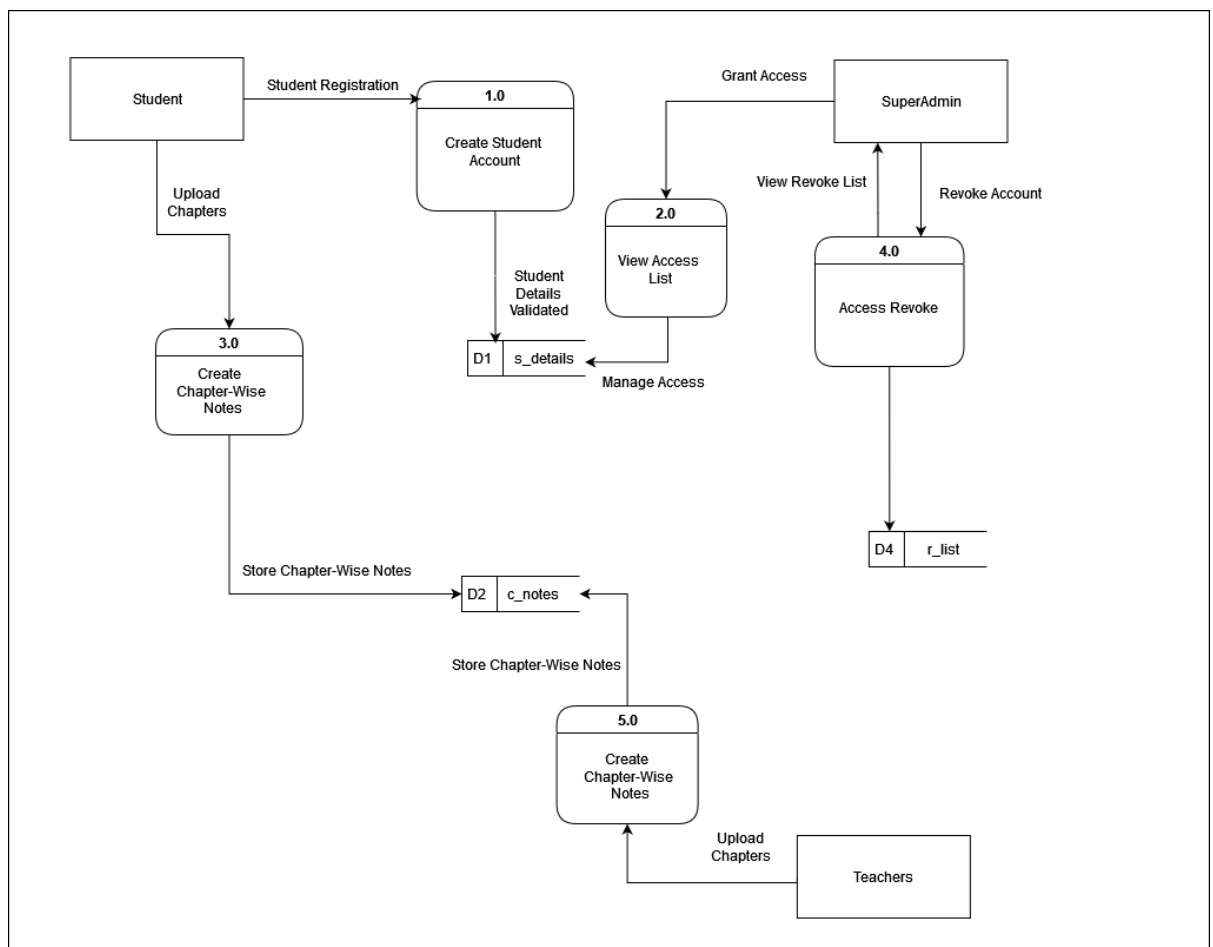 Student
Student Registration
1.0
Create Student
Account
Grant Access
SuperAdmin
Upload
Chapters
View Revoke List
Revoke Account
2.0
View Access
List
4.0
Access Revoke
Student
Details
Validated
D1 s_details
Manage Access
3.0
Create
Chapter-Wise
Notes
D4 r_list
Store Chapter-Wise Notes
D2 c_notes
Store Chapter-Wise Notes
5.0
Create
Chapter-Wise
Notes
Upload
Chapters
Teachers